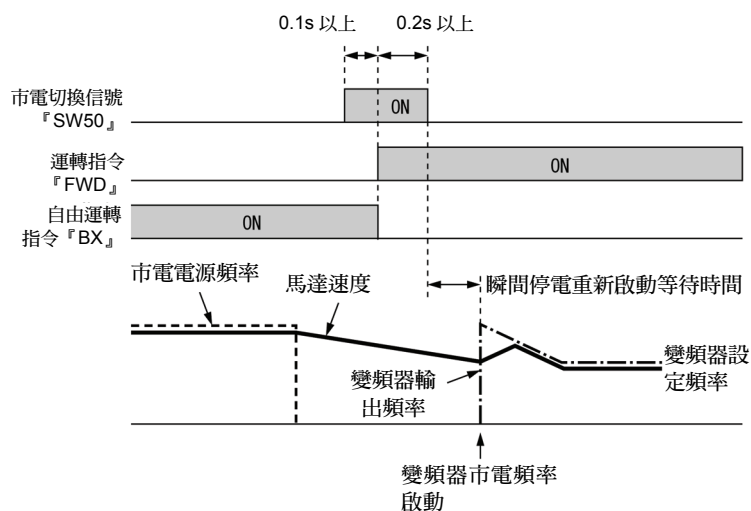 0.1s 以上
0.2s 以上
市電切換信號
『SW50』
ON
運轉指令
『FWD』
ON
自由運轉
指令『BX』
ON
市電電源頻率
馬達速度
瞬間停電重新啟動等待時間
變頻器輸
出頻率
變頻器設
定頻率
變頻器市電頻率
啟動